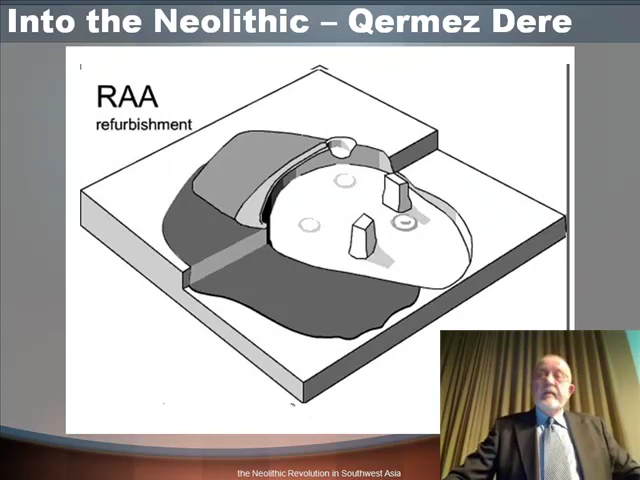 Into the Neolithic – Qermez Dere
RAA
refurbishment
the Neolithic Revolution in Southwest Asia